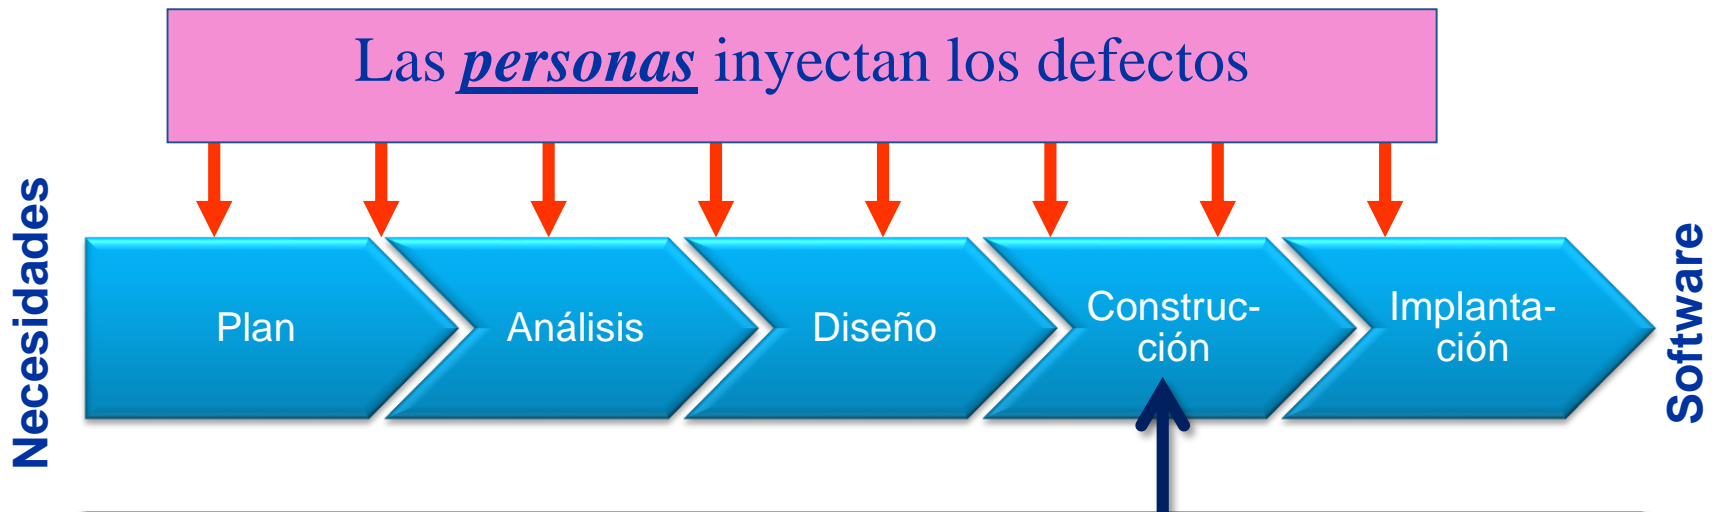 Las personas inyectan los defectos
Necesidades
Plan
Análisis
Diseño
Construc-
ción
Implanta-
ción
Software